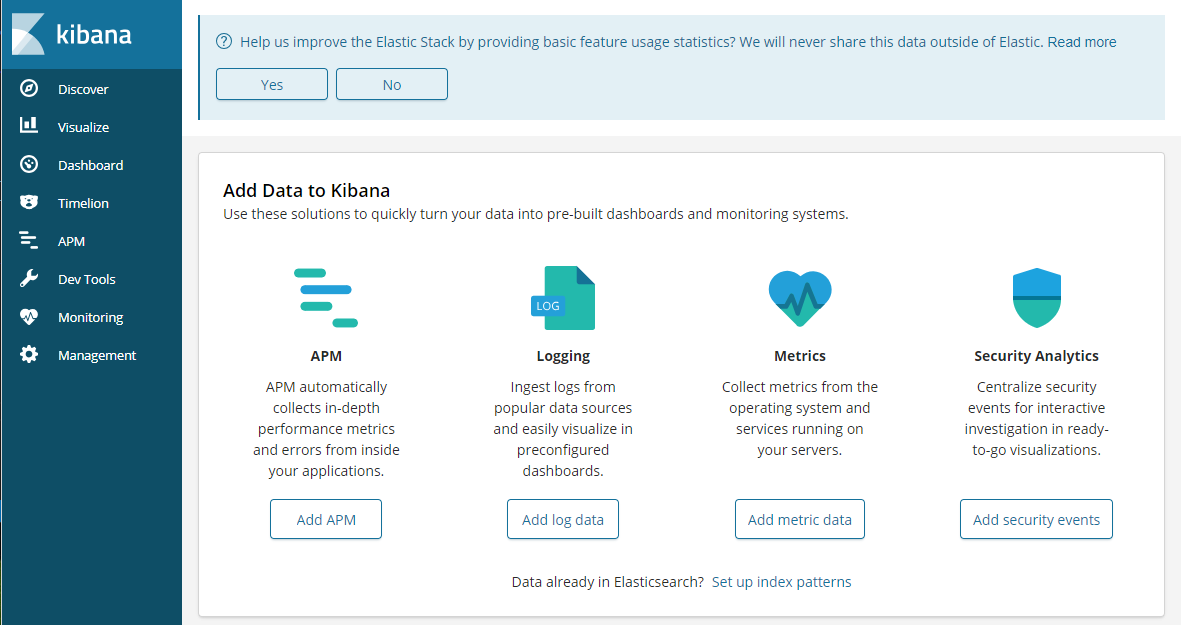 kibana
Discover
Visualize
Dashboard
Timelion
APM
Dev Tools
Monitoring
Management
Help us improve the Elastic Stack by providing basic feature usage statistics? We will never share this data outside of Elastic. Read more
Yes
No
Add Data to Kibana
Use these solutions to quickly turn your data into pre-built dashboards and monitoring systems.
APM
APM automatically
collects in-depth
performance metrics
and errors from inside
your applications.
Add APM
LOG
Logging
Ingest logs from
popular data sources
and easily visualize in
preconfigured
dashboards.
Add log data
Metrics
Collect metrics from the
operating system and
services running on
your servers.
Add metric data
Security Analytics
Centralize security
events for interactive
investigation in ready-
to-go visualizations.
Add security events
Data already in Elasticsearch? Set up index patterns